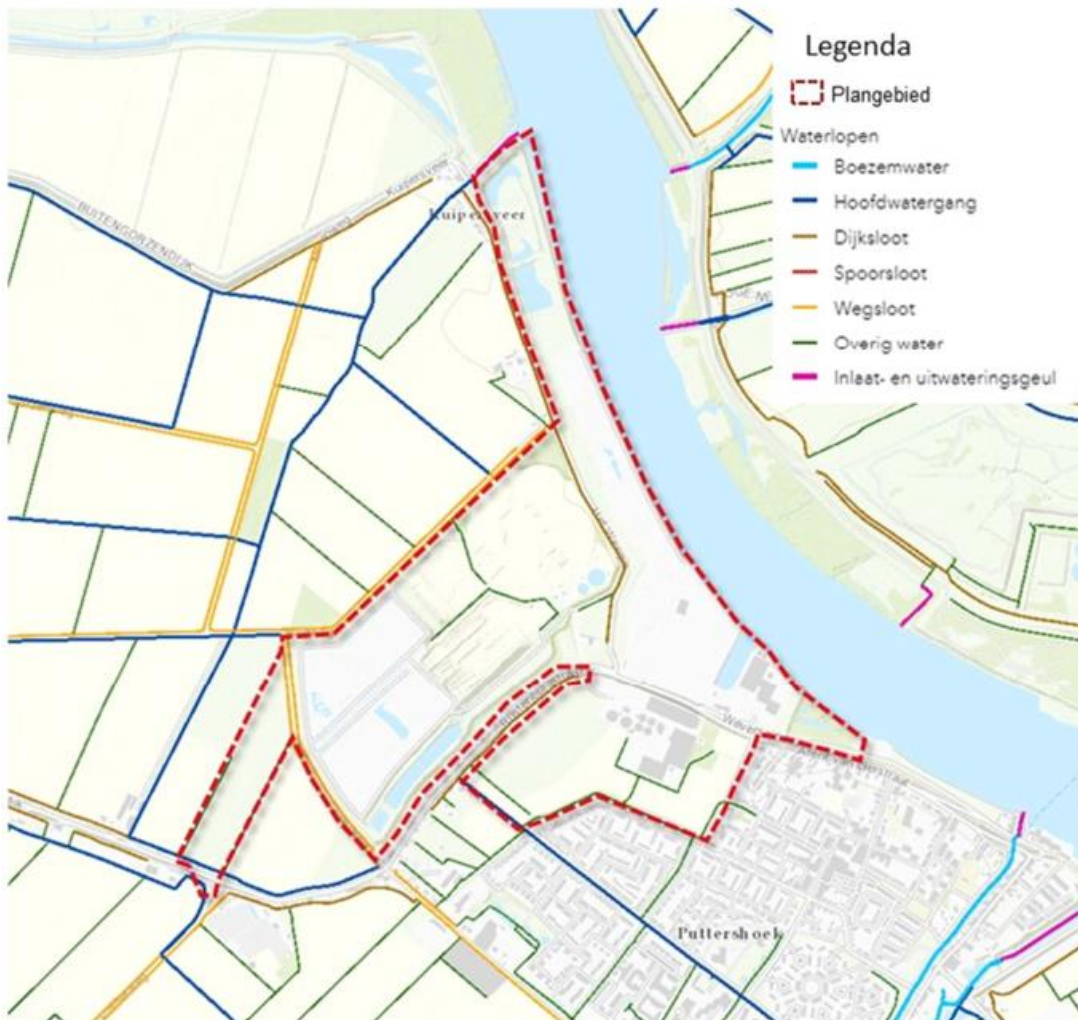 Legenda
Plangebied
Waterlopen
Boezemwater
Hoofdwatergang
Dijksloot
Spoorsloot
Wegsloot
Overig water
Inlaat- en uitwateringsgeul
Kuipersveer
Kuipersveer
BUITENGORZENDIJK
Puttershoek